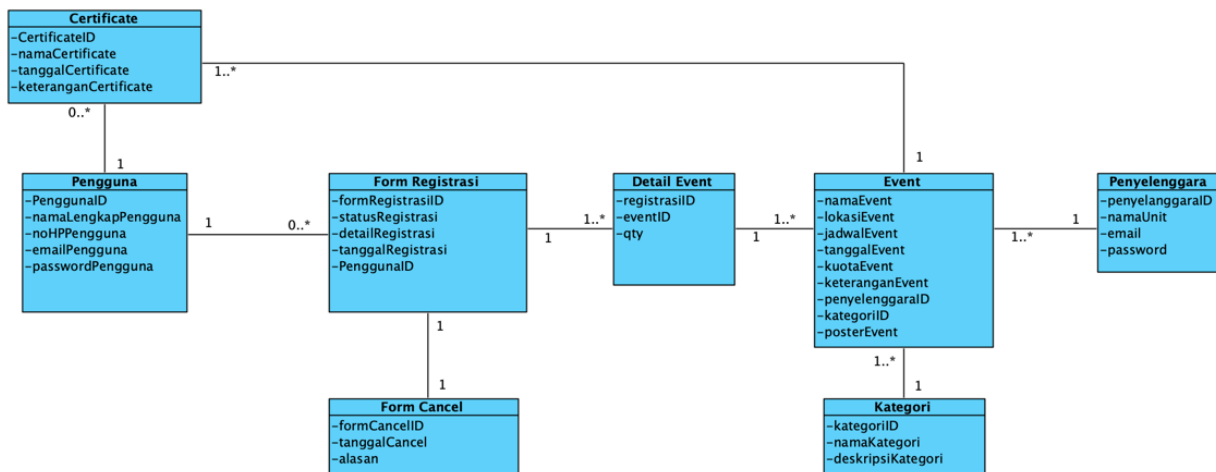 Certificate
-CertificateID
-namaCertificate
-tanggalCertificate
-keteranganCertificate
1..*
0..*
1
1
Pengguna
-PenggunaID
-namaLengkapPengguna
-noHPPengguna
-emailPengguna
-passwordPengguna
1
0..*
Form Registrasi
-formRegistrasiID
-statusRegistrasi
-detailRegistrasi
-tanggalRegistrasi
-PenggunaID
1
1..*
Detail Event
-registrasiID
-eventID
-qty
1
1..*
Event
-namaEvent
-lokasiEvent
-jadwalEvent
-tanggalEvent
-kuotaEvent
-keteranganEvent
-penyelenggaraID
-kategoriID
-posterEvent
1..*
1
Penyelenggara
-penyelanggaraID
-namaUnit
-email
-password
1
1
Form Cancel
-formCancelID
-tanggalCancel
-alasan
1..*
1
Kategori
-kategoriID
-namaKategori
-deskripsiKategori